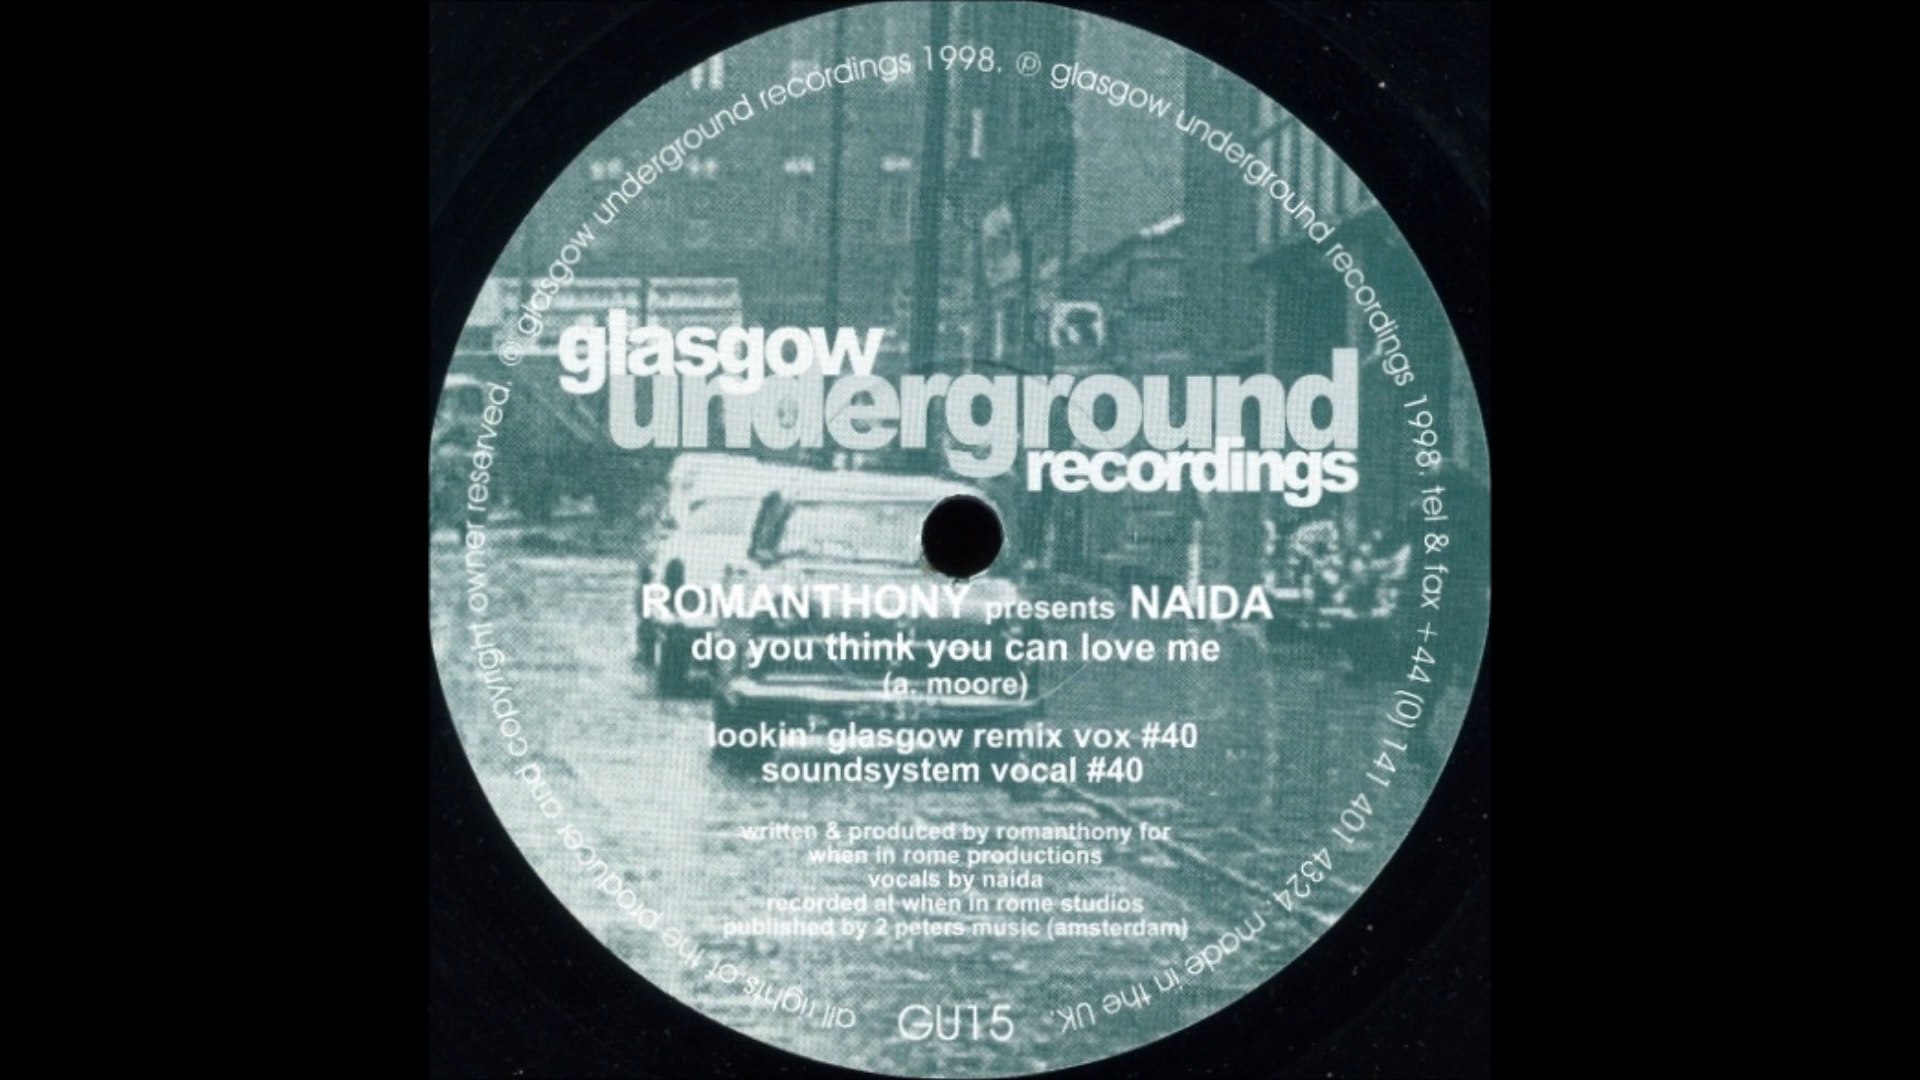 glasgow
underground
recordings
ROMANTHONY presents NAIDA
do you think you can love me
(a. moore)
lookin' glasgow remix vox #40
soundsystem vocal #40
written & produced by romanthony for
when in rome productions
vocals by naida
recorded at when in rome studios
published by 2 peters music (amsterdam)
GU15
all rights of the producer and copyright owner reserved. © glasgow underground recordings 1998. ℗ glasgow underground recordings 1998. tel & fax +44 (0) 141 401 4324. made in the UK.